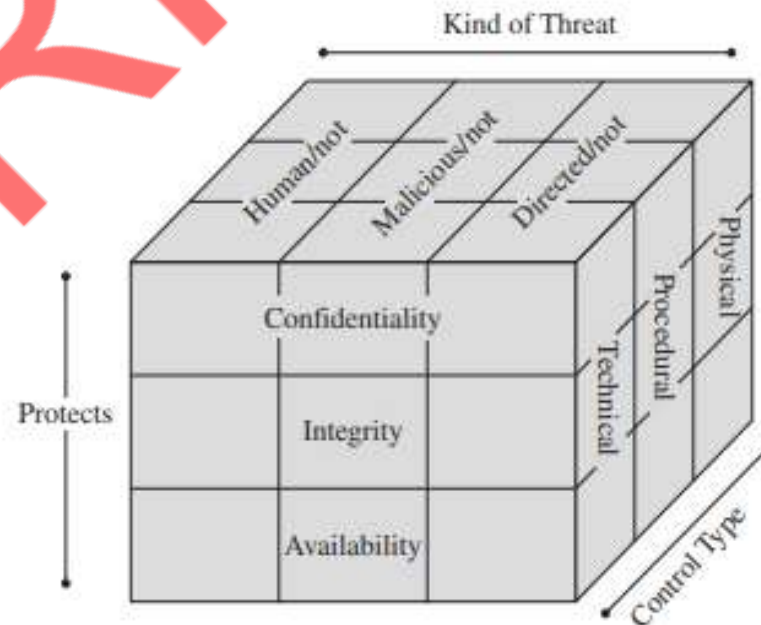 Kind of Threat
Human/not
Malicious/not
Directed/not
Physical
Procedural
Technical
Confidentiality
Protects
Integrity
Availability
Control Type